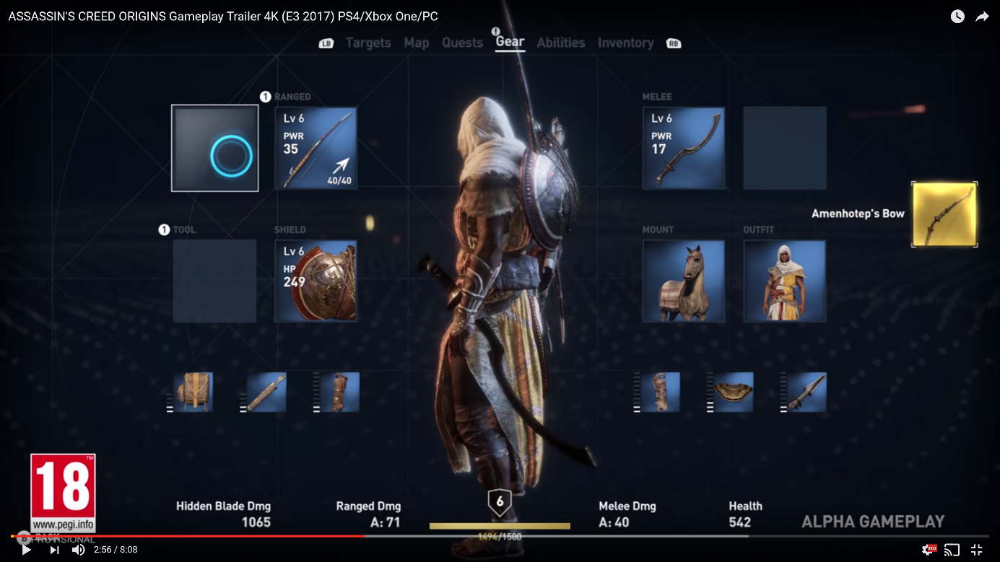 ASSASSIN'S CREED ORIGINS Gameplay Trailer 4K (E3 2017) PS4/Xbox One/PC
LB Targets Map Quests ! Gear Abilities Inventory RB
1 RANGED
MELEE
Lv 6
PWR
35
40/40
Lv 6
PWR
17
Amenhotep's Bow
1 TOOL
SHIELD
MOUNT
OUTFIT
Lv 6
HP
249
18
TM
www.pegi.info
PROVISIONAL
B BACK
Hidden Blade Dmg
1065
Ranged Dmg
A: 71
6
1494/1500
Melee Dmg
A: 40
Health
542
ALPHA GAMEPLAY
2:56 / 8:08
HD